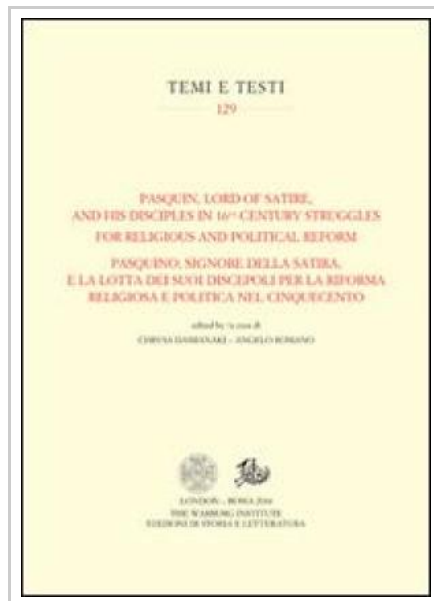 TEMI E TESTI
129
PASQUIN, LORD OF SATIRE,
AND HIS DISCIPLES IN 16TH CENTURY STRUGGLES
FOR RELIGIOUS AND POLITICAL REFORM
PASQUINO, SIGNORE DELLA SATIRA,
E LA LOTTA DEI SUOI DISCEPOLI PER LA RIFORMA
RELIGIOSA E POLITICA NEL CINQUECENTO
edited by / a cura di
CHRYSA DAMIANAKI – ANGELO ROMANO
LONDON – ROMA
THE WARBURG INSTITUTE
EDIZIONI DI STORIA E LETTERATURA